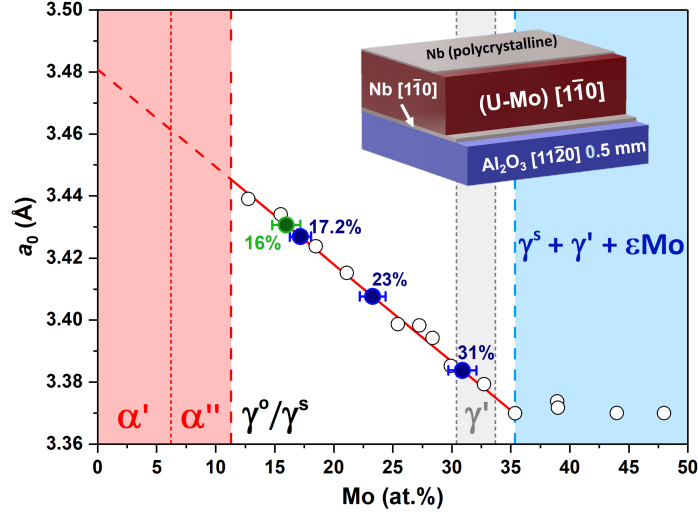 3.50
3.48
3.46
3.44
3.42
3.40
3.38
3.36
a₀ (Å)
0
5
10
15
20
25
30
35
40
45
50
Mo (at.%)
Nb (polycrystalline)
Nb [11̅0]
(U-Mo) [11̅0]
Al₂O₃ [112̅0] 0.5 mm
16%
17.2%
23%
31%
γˢ + γ' + εMo
α'
α''
γᵒ/γˢ
γ'